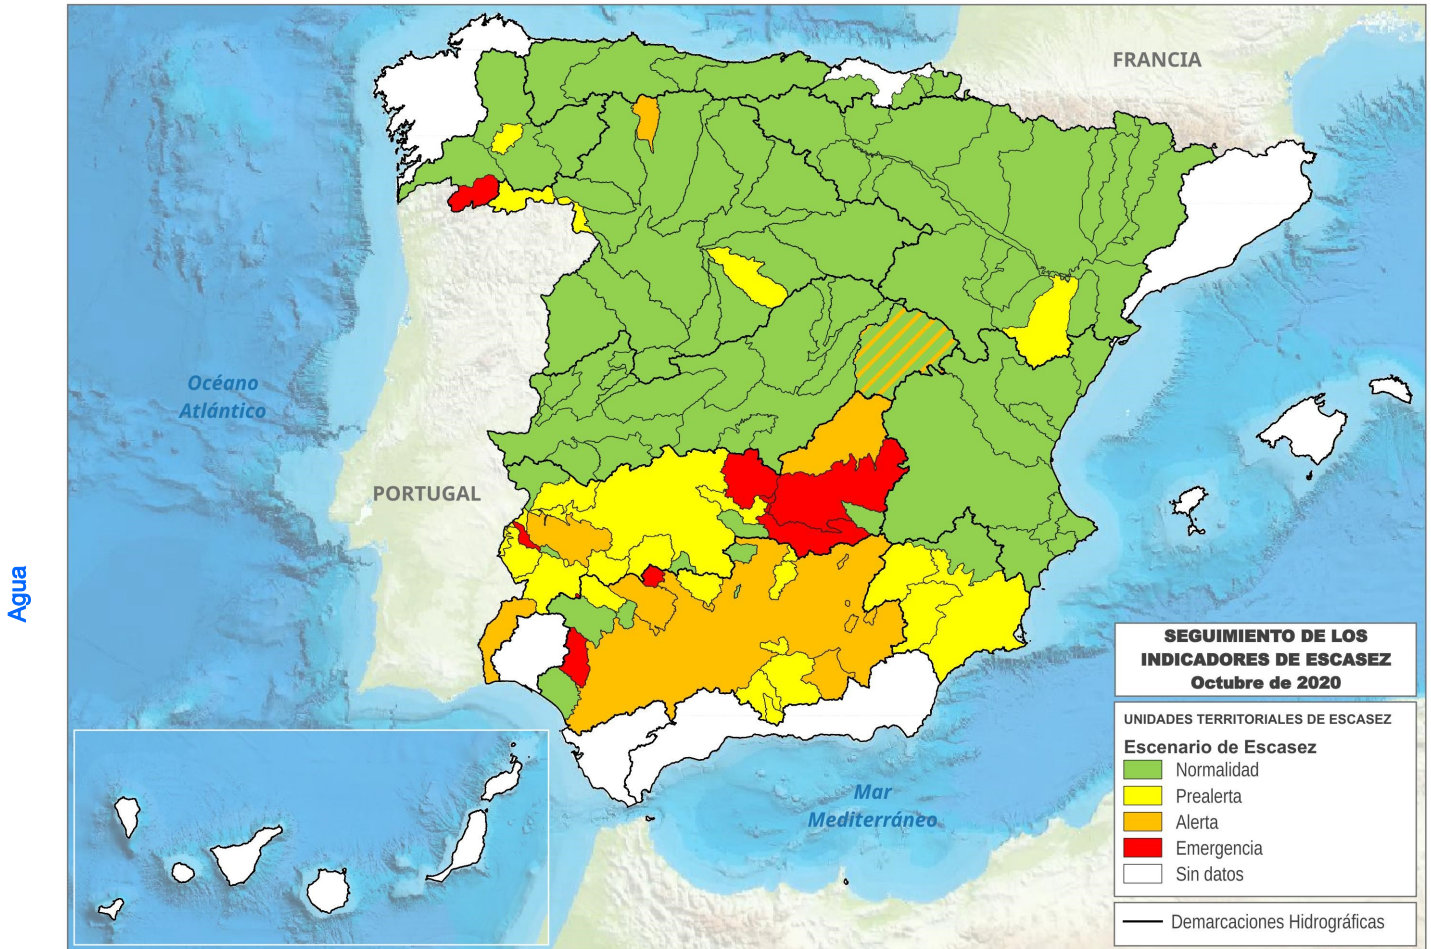 FRANCIA
Océano
Atlántico
PORTUGAL
Agua
SEGUIMIENTO DE LOS
INDICADORES DE ESCASEZ
Octubre de 2020
UNIDADES TERRITORIALES DE ESCASEZ
Escenario de Escasez
Normalidad
Prealerta
Alerta
Emergencia
Sin datos
Demarcaciones Hidrográficas
Mar
Mediterráneo